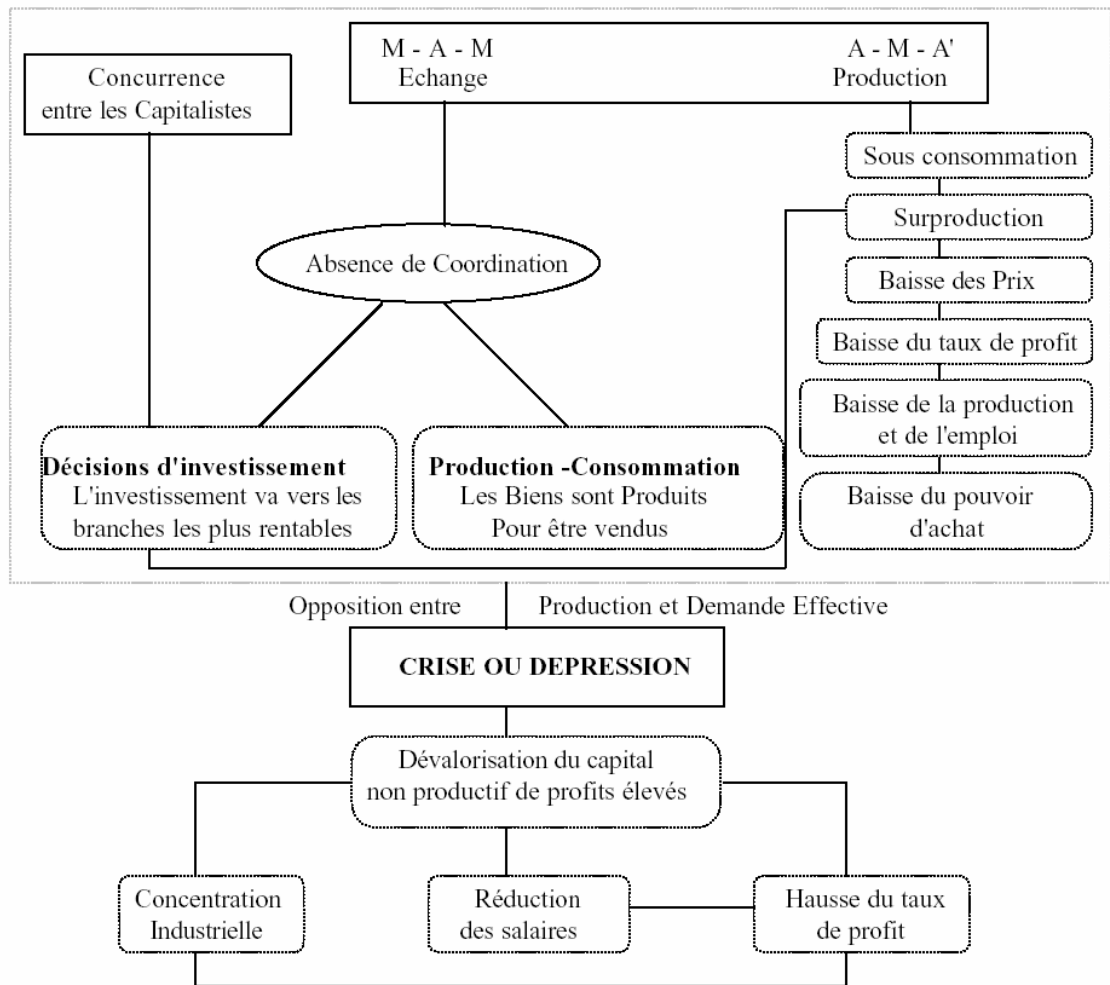 M - A - M
Echange
A - M - A'
Production
Concurrence
entre les Capitalistes
Sous consommation
Surproduction
Absence de Coordination
Baisse des Prix
Baisse du taux de profit
Baisse de la production
et de l'emploi
Décisions d'investissement
L'investissement va vers les
branches les plus rentables
Production -Consommation
Les Biens sont Produits
Pour être vendus
Baisse du pouvoir
d'achat
Opposition entre
Production et Demande Effective
CRISE OU DEPRESSION
Dévalorisation du capital
non productif de profits élevés
Concentration
Industrielle
Réduction
des salaires
Hausse du taux
de profit